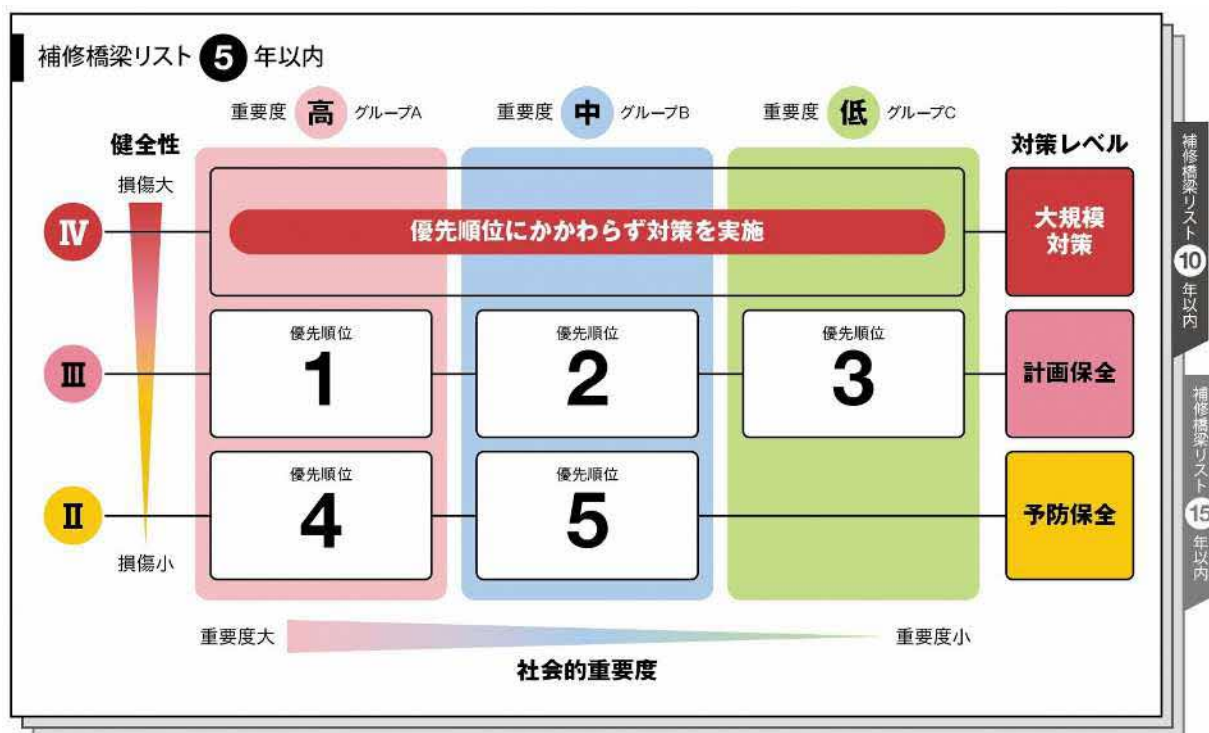 補修橋梁リスト 5 年以内
重要度 高 グループA
重要度 中 グループB
重要度 低 グループC
健全性
対策レベル
損傷大
IV
優先順位にかかわらず対策を実施
大規模
対策
III
優先順位
1
優先順位
2
優先順位
3
計画保全
II
優先順位
4
優先順位
5
予防保全
損傷小
重要度大
重要度小
社会的重要度
補修橋梁リスト 10 年以内
補修橋梁リスト 15 年以内